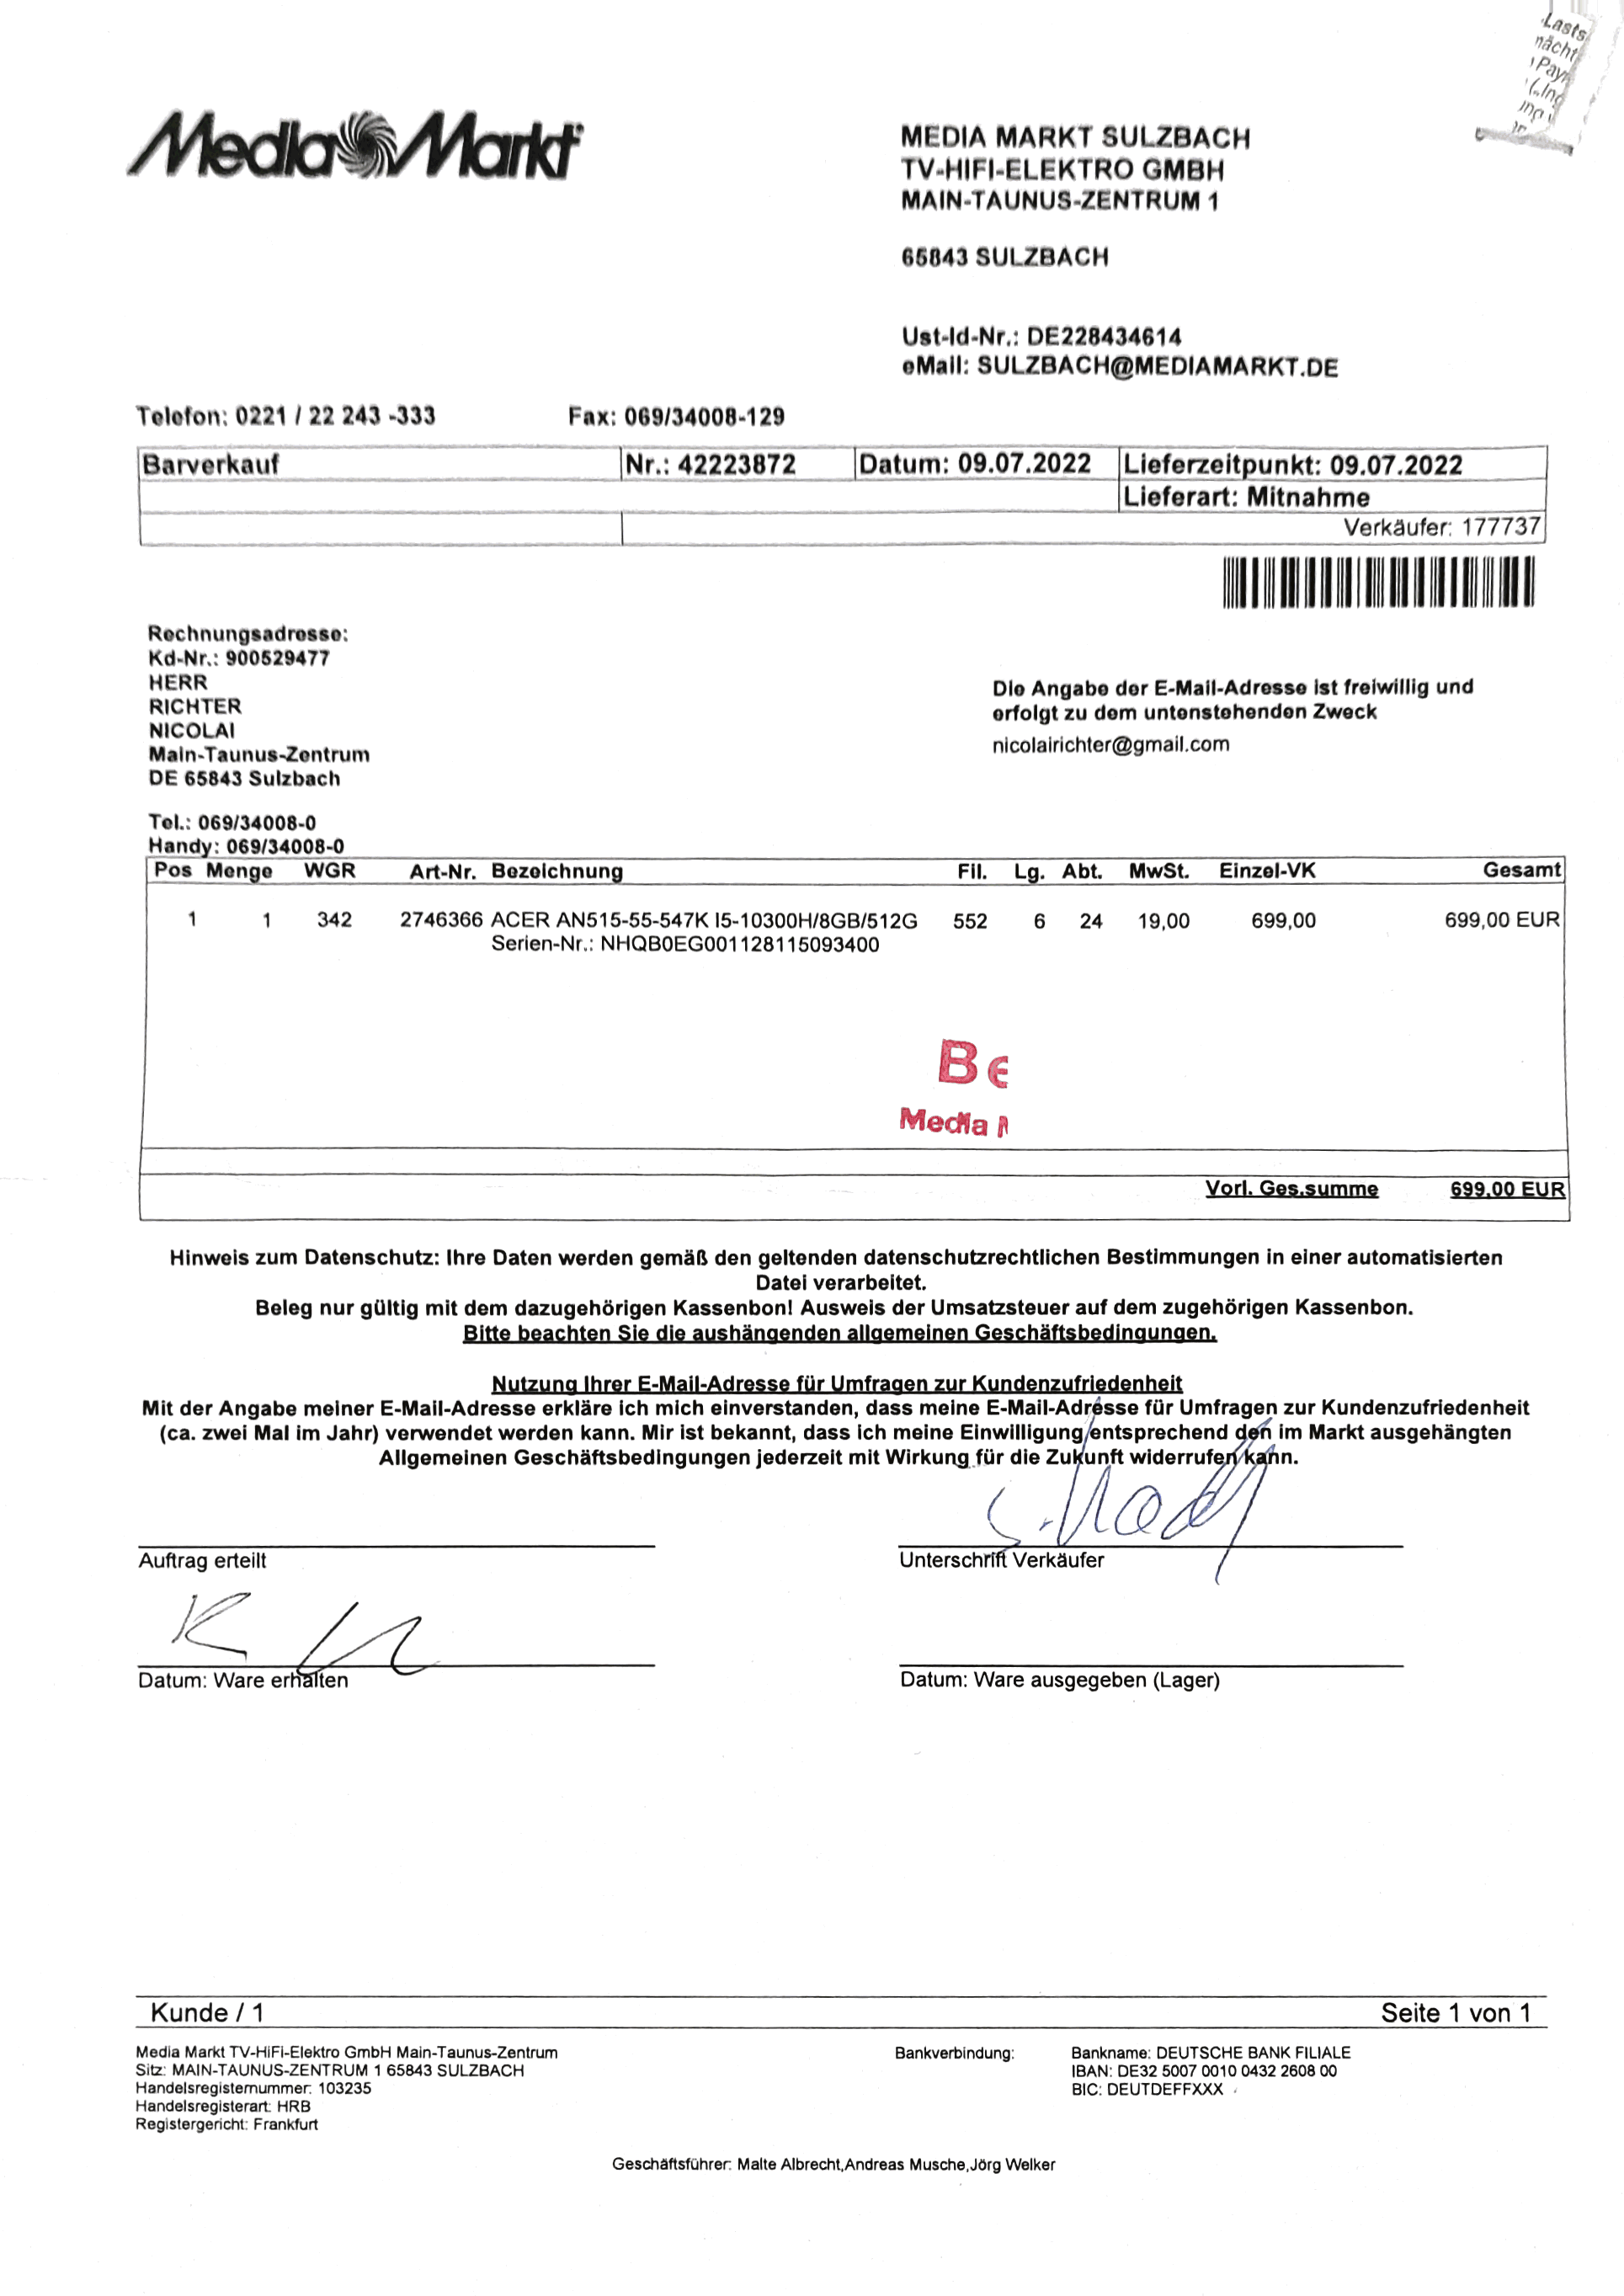 Lasts
mächt
Media Markt
MEDIA MARKT SULZBACH
TV-HIFI-ELEKTRO GMBH
MAIN-TAUNUS-ZENTRUM 1
65843 SULZBACH
Ust-Id-Nr.: DE228434614
eMail: SULZBACH@MEDIAMARKT.DE
Telefon: 0221 / 22 243 -333 Fax: 069/34008-129
Barverkauf Nr.: 42223872 Datum: 09.07.2022 Lieferzeitpunkt: 09.07.2022
Lieferart: Mitnahme
Verkäufer: 177737
Rechnungsadresse:
Kd-Nr.: 900529477
HERR
RICHTER
NICOLAI
Main-Taunus-Zentrum
DE 65843 Sulzbach
Die Angabe der E-Mail-Adresse ist freiwillig und
erfolgt zu dem untenstehenden Zweck
nicolairichter@gmail.com
Tel.: 069/34008-0
Handy: 069/34008-0
Pos Menge WGR Art-Nr. Bezeichnung Fil. Lg. Abt. MwSt. Einzel-VK Gesamt
1 1 342 2746366 ACER AN515-55-547K I5-10300H/8GB/512G 552 6 24 19,00 699,00 699,00 EUR
Serien-Nr.: NHQB0EG001128115093400
Be
Media
Vorl. Ges.summe 699,00 EUR
Hinweis zum Datenschutz: Ihre Daten werden gemäß den geltenden datenschutzrechtlichen Bestimmungen in einer automatisierten
Datei verarbeitet.
Beleg nur gültig mit dem dazugehörigen Kassenbon! Ausweis der Umsatzsteuer auf dem zugehörigen Kassenbon.
Bitte beachten Sie die aushängenden allgemeinen Geschäftsbedingungen.
Nutzung Ihrer E-Mail-Adresse für Umfragen zur Kundenzufriedenheit
Mit der Angabe meiner E-Mail-Adresse erkläre ich mich einverstanden, dass meine E-Mail-Adresse für Umfragen zur Kundenzufriedenheit
(ca. zwei Mal im Jahr) verwendet werden kann. Mir ist bekannt, dass ich meine Einwilligung entsprechend den im Markt ausgehängten
Allgemeinen Geschäftsbedingungen jederzeit mit Wirkung für die Zukunft widerrufen kann.
Auftrag erteilt Unterschrift Verkäufer
Datum: Ware erhalten Datum: Ware ausgegeben (Lager)
Kunde / 1 Seite 1 von 1
Media Markt TV-HiFi-Elektro GmbH Main-Taunus-Zentrum
Sitz: MAIN-TAUNUS-ZENTRUM 1 65843 SULZBACH
Handelsregisternummer: 103235
Handelsregisterart: HRB
Registergericht: Frankfurt
Bankverbindung: Bankname: DEUTSCHE BANK FILIALE
IBAN: DE32 5007 0010 0432 2608 00
BIC: DEUTDEFFXXX
Geschäftsführer: Malte Albrecht,Andreas Musche,Jörg Welker